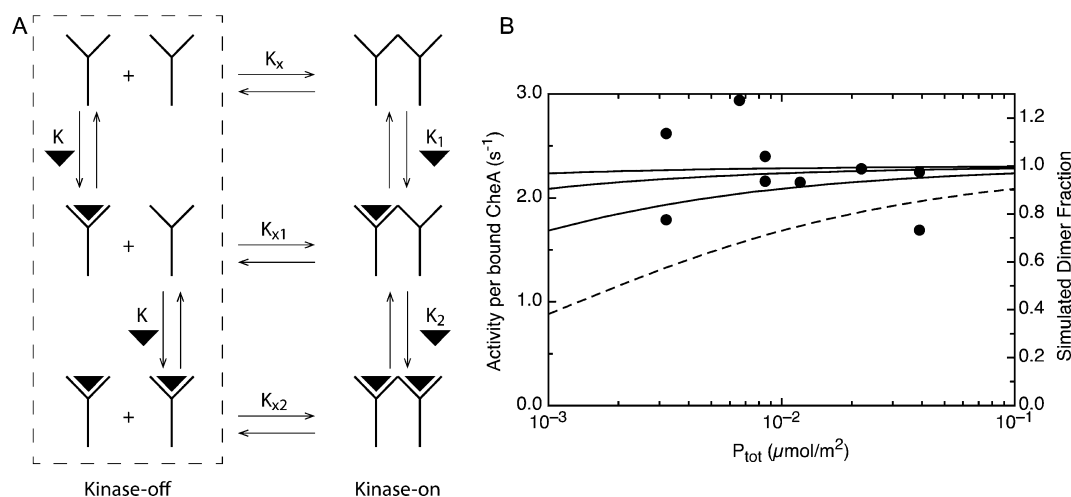 A
K_x
+
K
K_1
+
K_x1
K
K_2
+
K_x2
Kinase-off
Kinase-on
B
3.0
2.0
1.0
0.0
Activity per bound CheA (s⁻¹)
1.2
1.0
0.8
0.6
0.4
0.2
0.0
Simulated Dimer Fraction
10⁻³
10⁻²
10⁻¹
P_tot (μmol/m²)